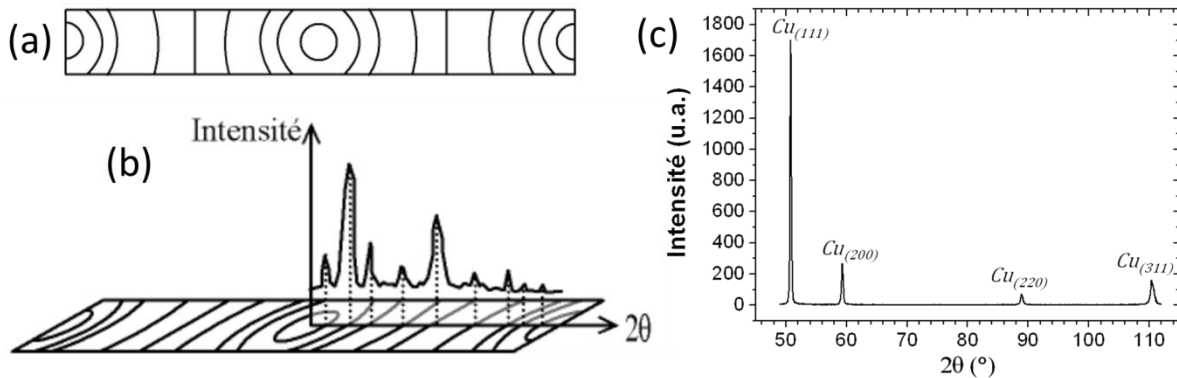 (a)
(b)
Intensité
2θ
(c)
Intensité (u.a.)
1800
1600
1400
1200
1000
800
600
400
200
0
Cu(111)
Cu(200)
Cu(220)
Cu(311)
50 60 70 80 90 100 110
2θ (°)